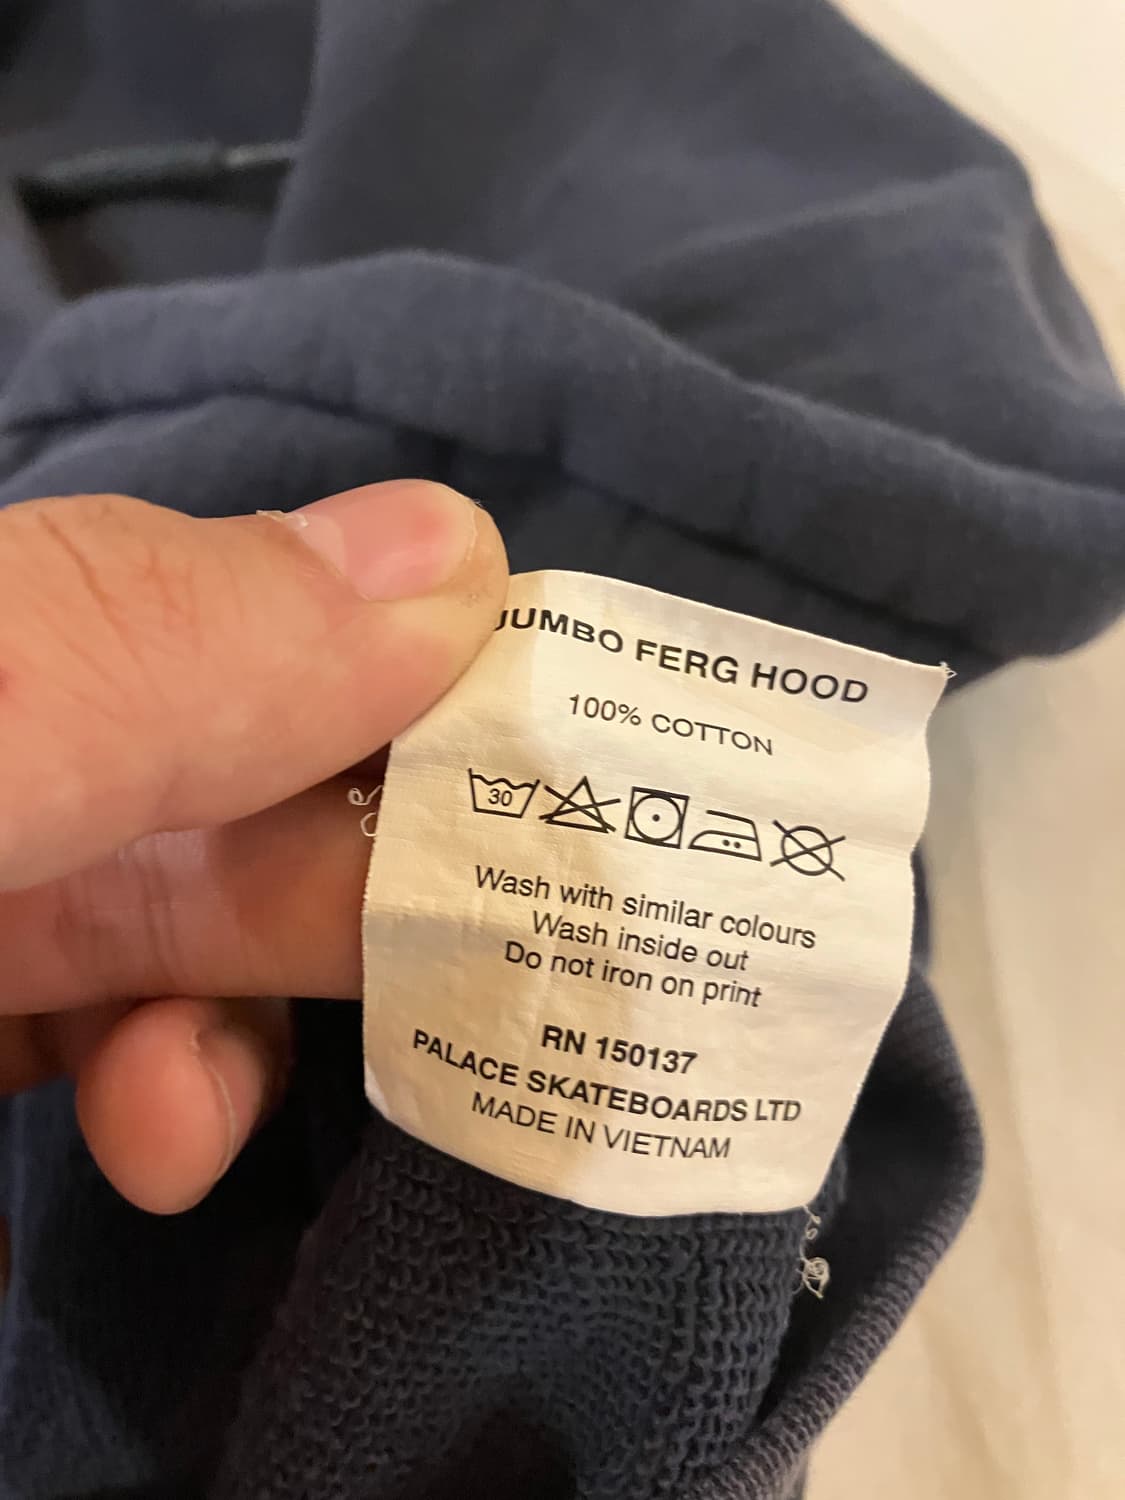 JUMBO FERG HOOD
100% COTTON
30
Wash with similar colours
Wash inside out
Do not iron on print
RN 150137
PALACE SKATEBOARDS LTD
MADE IN VIETNAM